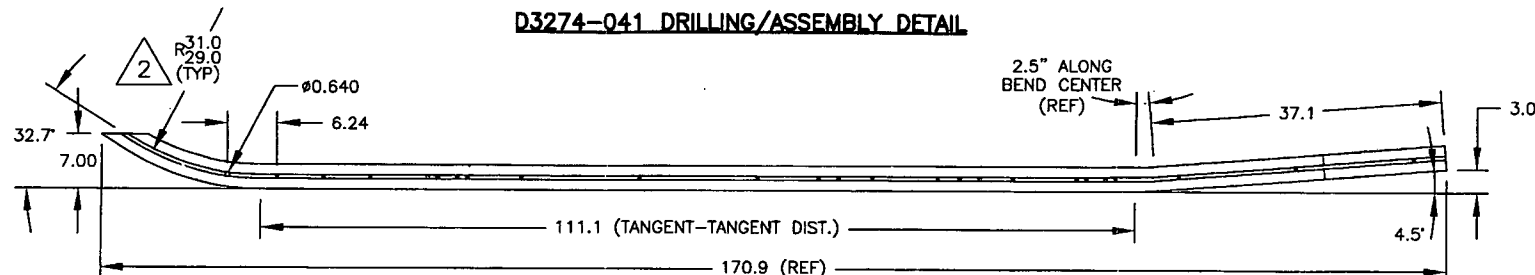 D3274-041 DRILLING/ASSEMBLY DETAIL
2
R31.0
29.0
(TYP)
ø0.640
6.24
32.7°
7.00
2.5" ALONG
BEND CENTER
(REF)
37.1
3.0
111.1 (TANGENT-TANGENT DIST.)
4.5°
170.9 (REF)